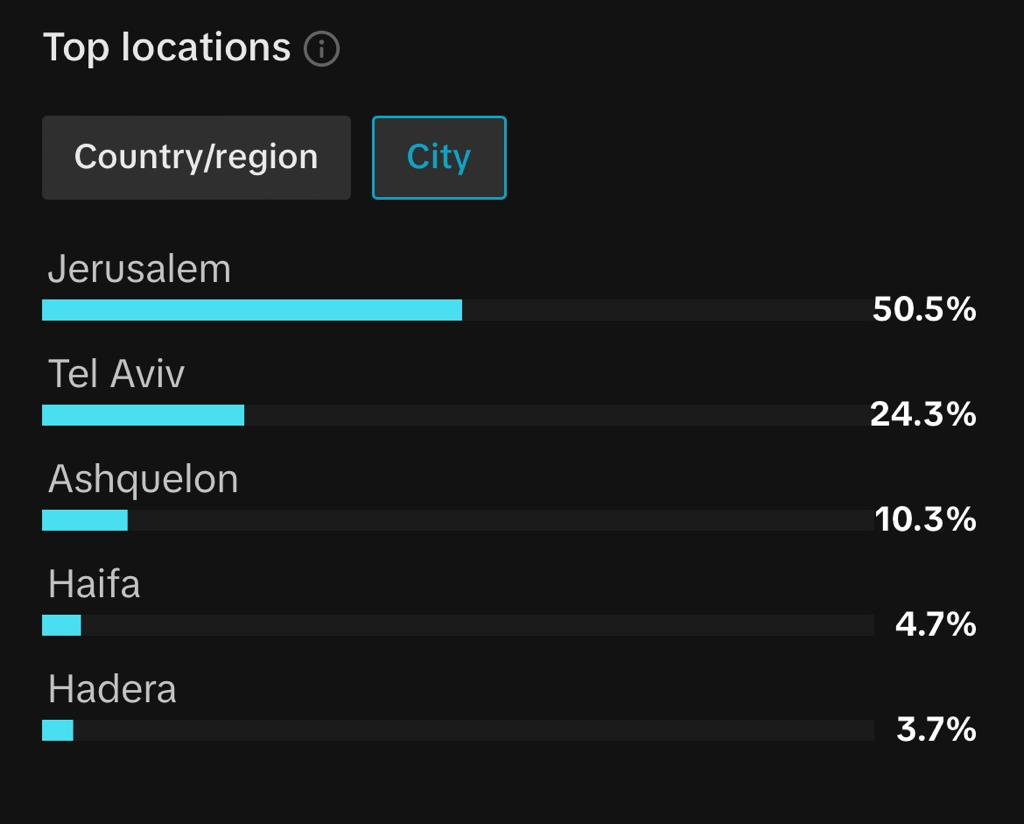 Top locations
Country/region City
Jerusalem
50.5%
Tel Aviv
24.3%
Ashquelon
10.3%
Haifa
4.7%
Hadera
3.7%